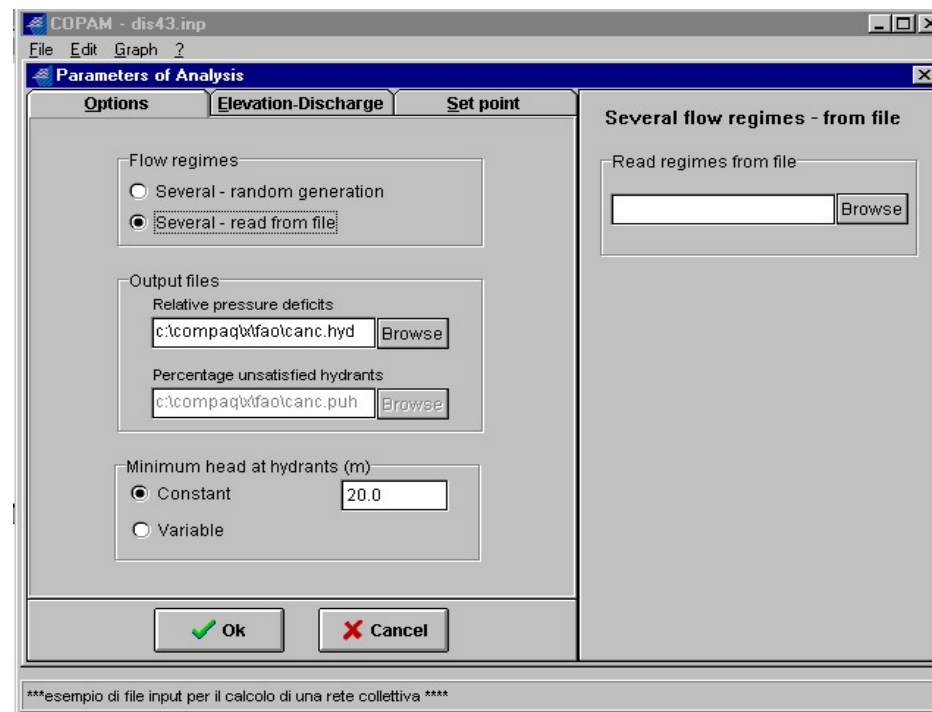 COPAM - dis43.inp
File Edit Graph ?
Parameters of Analysis
Options Elevation-Discharge Set point
Flow regimes
Several - random generation
Several - read from file
Output files
Relative pressure deficits
c:\compaq\x\fao\canc.hyd Browse
Percentage unsatisfied hydrants
c:\compaq\x\fao\canc.puh Browse
Minimum head at hydrants (m)
Constant 20.0
Variable
Ok Cancel
Several flow regimes - from file
Read regimes from file
Browse
***esempio di file input per il calcolo di una rete collettiva ****